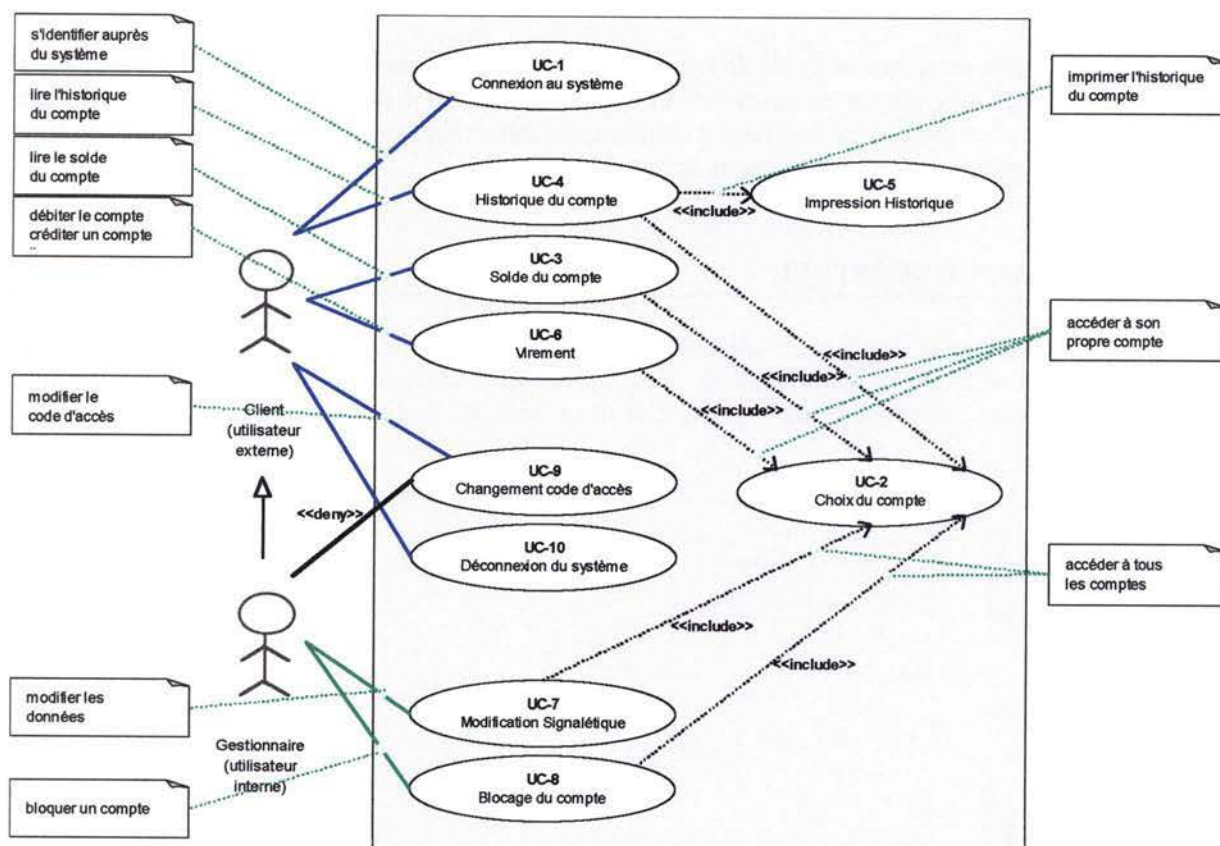 s'identifier auprès
du système
lire l'historique
du compte
lire le solde
du compte
débiter le compte
créditer un compte
UC-1
Connexion au système
imprimer l'historique
du compte
UC-4
Historique du compte
<<include>>
UC-5
Impression Historique
UC-3
Solde du compte
UC-6
Virement
<<include>>
<<include>>
<<include>>
accéder à son
propre compte
modifier le
code d'accès
Client
(utilisateur
externe)
<<deny>>
UC-9
Changement code d'accès
UC-2
Choix du compte
UC-10
Déconnexion du système
accéder à tous
les comptes
<<include>>
<<include>>
modifier les
données
UC-7
Modification Signalétique
Gestionnaire
(utilisateur
interne)
bloquer un compte
UC-8
Blocage du compte